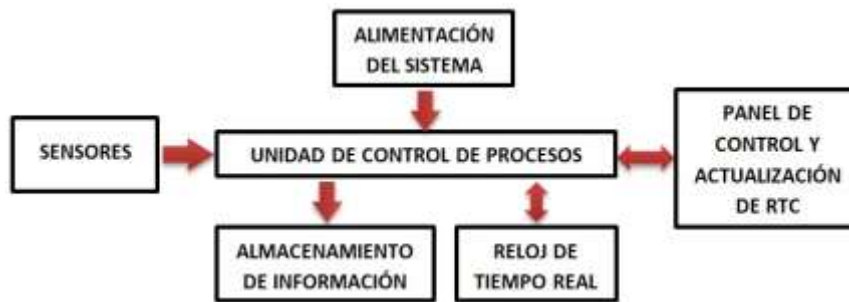 ALIMENTACIÓN
DEL SISTEMA
SENSORES
UNIDAD DE CONTROL DE PROCESOS
PANEL DE
CONTROL Y
ACTUALIZACIÓN
DE RTC
ALMACENAMIENTO
DE INFORMACIÓN
RELOJ DE
TIEMPO REAL